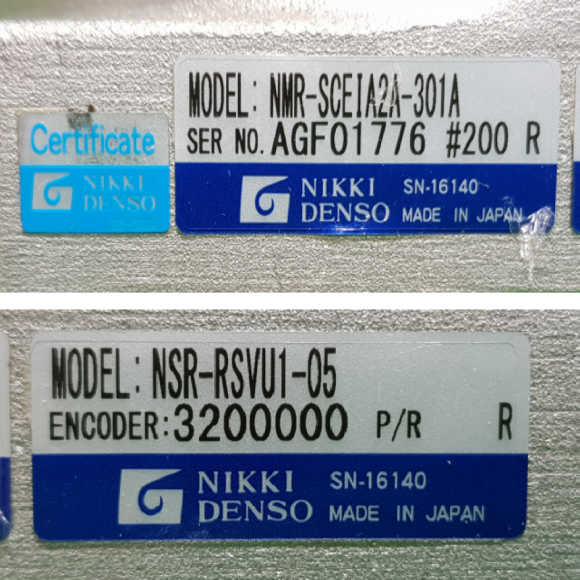 Certificate
NIKKI
DENSO
MODEL: NMR-SCEIA2A-301A
SER NO. AGF01776 #200 R
NIKKI SN-16140
DENSO MADE IN JAPAN
MODEL: NSR-RSVU1-05
ENCODER:3200000 P/R R
NIKKI SN-16140
DENSO MADE IN JAPAN